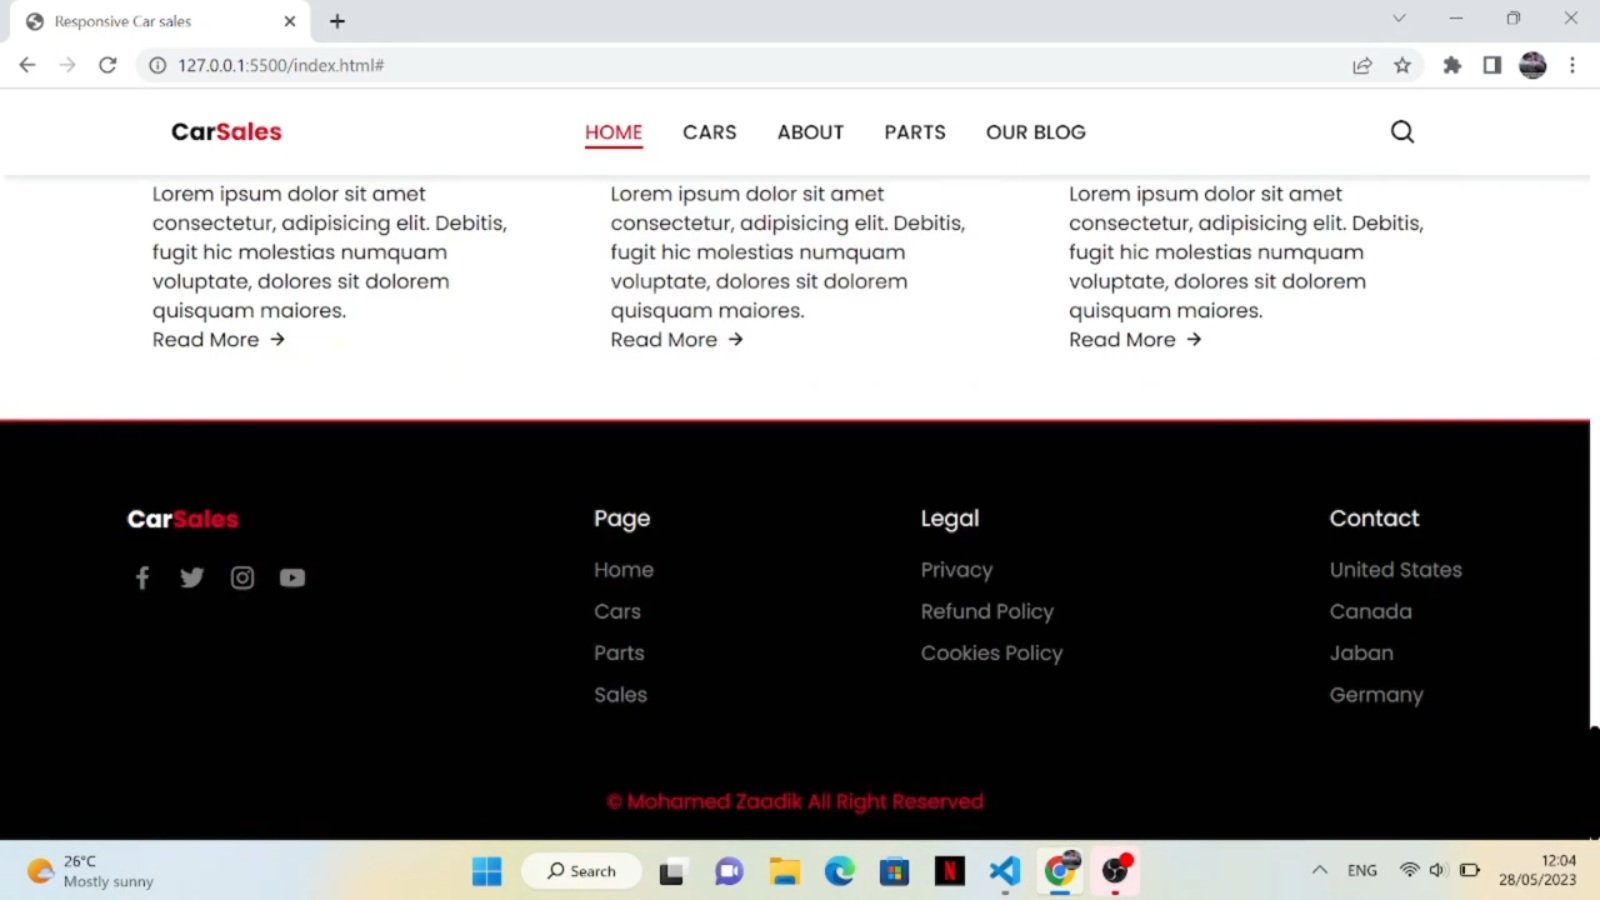 Responsive Car sales
127.0.0.1:5500/index.html#
CarSales
HOME CARS ABOUT PARTS OUR BLOG
Lorem ipsum dolor sit amet
consectetur, adipisicing elit. Debitis,
fugit hic molestias numquam
voluptate, dolores sit dolorem
quisquam maiores.
Read More →
Lorem ipsum dolor sit amet
consectetur, adipisicing elit. Debitis,
fugit hic molestias numquam
voluptate, dolores sit dolorem
quisquam maiores.
Read More →
Lorem ipsum dolor sit amet
consectetur, adipisicing elit. Debitis,
fugit hic molestias numquam
voluptate, dolores sit dolorem
quisquam maiores.
Read More →
CarSales
Page
Home
Cars
Parts
Sales
Legal
Privacy
Refund Policy
Cookies Policy
Contact
United States
Canada
Jaban
Germany
© Mohamed Zaadik All Right Reserved
26°C
Mostly sunny
Search
N
ENG
12:04
28/05/2023